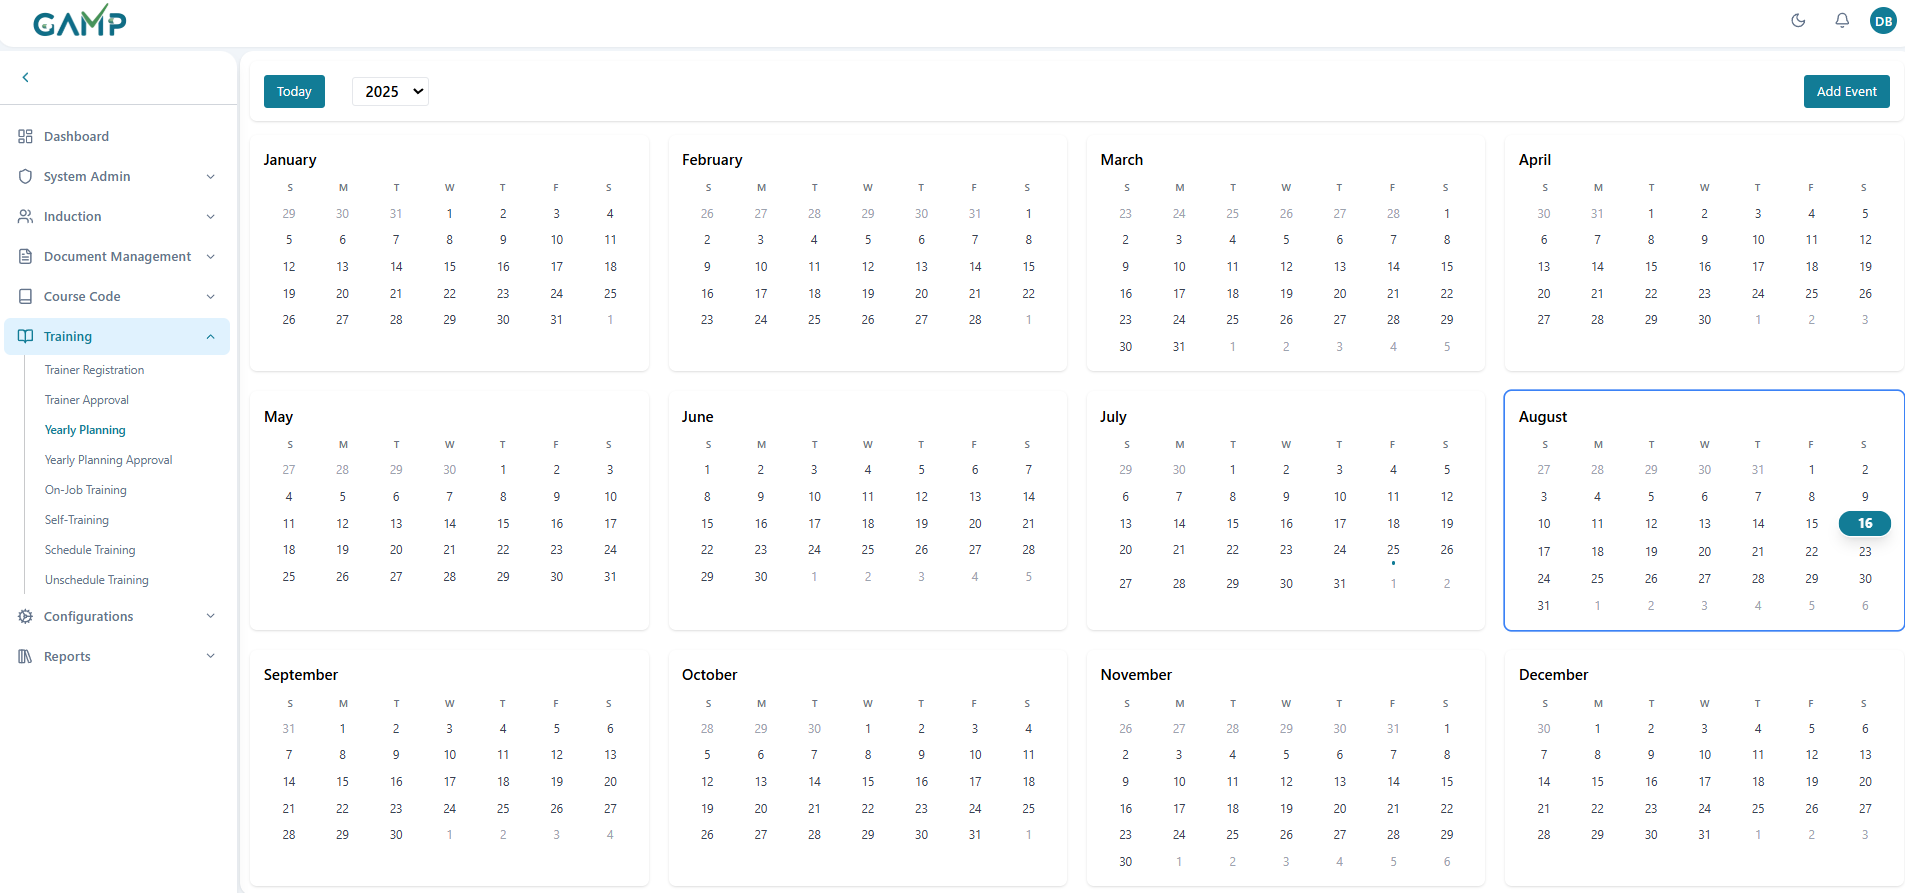 GAMP
DB
Today
2025
Add Event
Dashboard
System Admin
Induction
Document Management
Course Code
Training
Trainer Registration
Trainer Approval
Yearly Planning
Yearly Planning Approval
On-Job Training
Self-Training
Schedule Training
Unschedule Training
Configurations
Reports
January
S M T W T F S
29 30 31 1 2 3 4
5 6 7 8 9 10 11
12 13 14 15 16 17 18
19 20 21 22 23 24 25
26 27 28 29 30 31 1
February
S M T W T F S
26 27 28 29 30 31 1
2 3 4 5 6 7 8
9 10 11 12 13 14 15
16 17 18 19 20 21 22
23 24 25 26 27 28 1
March
S M T W T F S
23 24 25 26 27 28 1
2 3 4 5 6 7 8
9 10 11 12 13 14 15
16 17 18 19 20 21 22
23 24 25 26 27 28 29
30 31 1 2 3 4 5
April
S M T W T F S
30 31 1 2 3 4 5
6 7 8 9 10 11 12
13 14 15 16 17 18 19
20 21 22 23 24 25 26
27 28 29 30 1 2 3
May
S M T W T F S
27 28 29 30 1 2 3
4 5 6 7 8 9 10
11 12 13 14 15 16 17
18 19 20 21 22 23 24
25 26 27 28 29 30 31
June
S M T W T F S
1 2 3 4 5 6 7
8 9 10 11 12 13 14
15 16 17 18 19 20 21
22 23 24 25 26 27 28
29 30 1 2 3 4 5
July
S M T W T F S
29 30 1 2 3 4 5
6 7 8 9 10 11 12
13 14 15 16 17 18 19
20 21 22 23 24 25 26
27 28 29 30 31 1 2
August
S M T W T F S
27 28 29 30 31 1 2
3 4 5 6 7 8 9
10 11 12 13 14 15 16
17 18 19 20 21 22 23
24 25 26 27 28 29 30
31 1 2 3 4 5 6
September
S M T W T F S
31 1 2 3 4 5 6
7 8 9 10 11 12 13
14 15 16 17 18 19 20
21 22 23 24 25 26 27
28 29 30 1 2 3 4
October
S M T W T F S
28 29 30 1 2 3 4
5 6 7 8 9 10 11
12 13 14 15 16 17 18
19 20 21 22 23 24 25
26 27 28 29 30 31 1
November
S M T W T F S
26 27 28 29 30 31 1
2 3 4 5 6 7 8
9 10 11 12 13 14 15
16 17 18 19 20 21 22
23 24 25 26 27 28 29
30 1 2 3 4 5 6
December
S M T W T F S
30 1 2 3 4 5 6
7 8 9 10 11 12 13
14 15 16 17 18 19 20
21 22 23 24 25 26 27
28 29 30 31 1 2 3